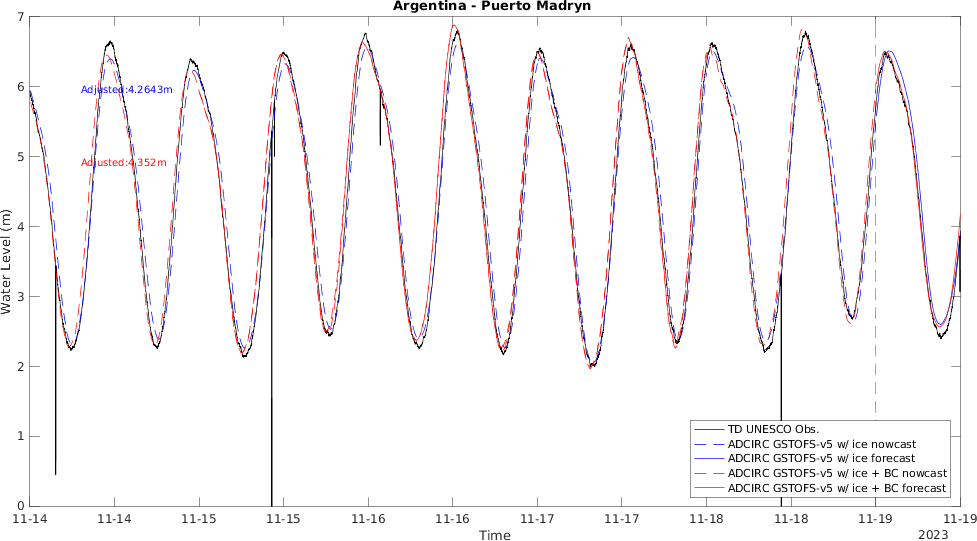 Argentina - Puerto Madryn
7
6
5
4
3
2
1
0
Water Level (m)
Adjusted:4.2643m
Adjusted:4.352m
TD UNESCO Obs.
ADCIRC GSTOFS-v5 w/ ice nowcast
ADCIRC GSTOFS-v5 w/ ice forecast
ADCIRC GSTOFS-v5 w/ ice + BC nowcast
ADCIRC GSTOFS-v5 w/ ice + BC forecast
11-14 11-14 11-15 11-15 11-16 11-16 11-17 11-17 11-18 11-18 11-19 11-19
Time
2023